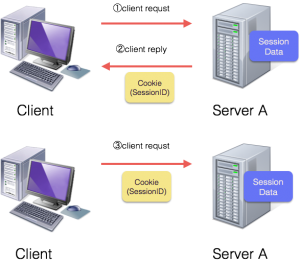 ①client requst
②client reply
Cookie
(SessionID)
Session
Data
Client
Server A
③client requst
Cookie
(SessionID)
Session
Data
Client
Server A